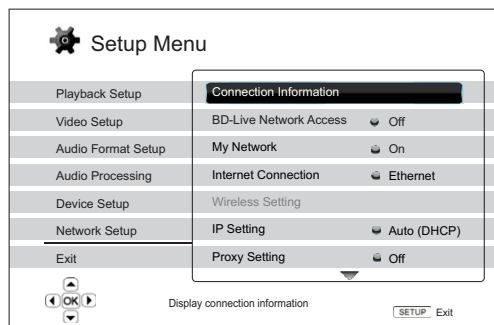 Setup Menu
Playback Setup
Video Setup
Audio Format Setup
Audio Processing
Device Setup
Network Setup
Exit
Connection Information
BD-Live Network Access Off
My Network On
Internet Connection Ethernet
Wireless Setting
IP Setting Auto (DHCP)
Proxy Setting Off
OK
Display connection information
SETUP Exit